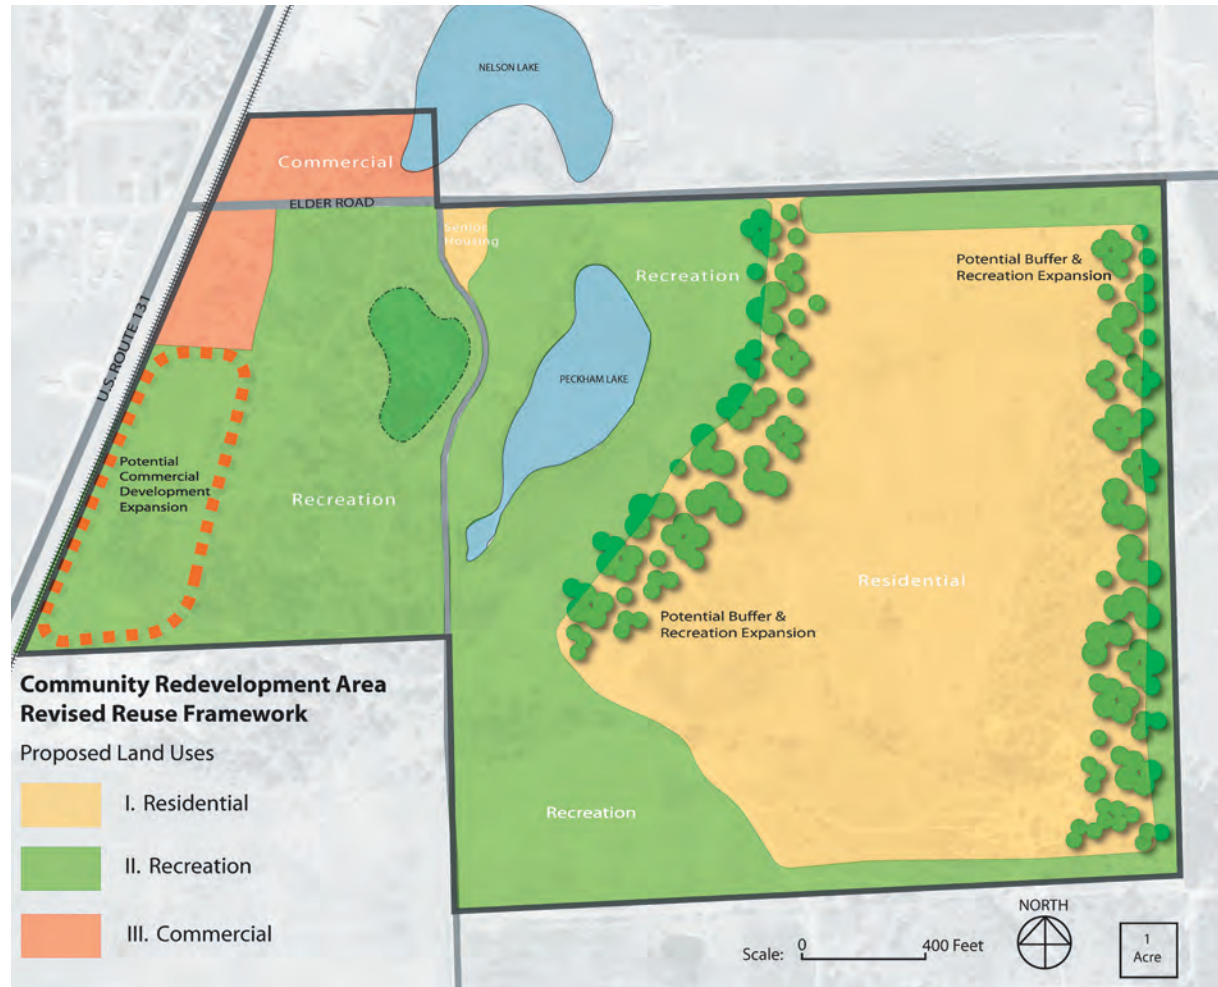 NELSON LAKE
Commercial
ELDER ROAD
Senior
Housing
Recreation
Potential Buffer &
Recreation Expansion
U.S. ROUTE 131
PECKHAM LAKE
Potential
Commercial
Development
Expansion
Recreation
Residential
Potential Buffer &
Recreation Expansion
Recreation
Community Redevelopment Area
Revised Reuse Framework
Proposed Land Uses
I. Residential
II. Recreation
III. Commercial
NORTH
Scale:
0
400 Feet
1
Acre